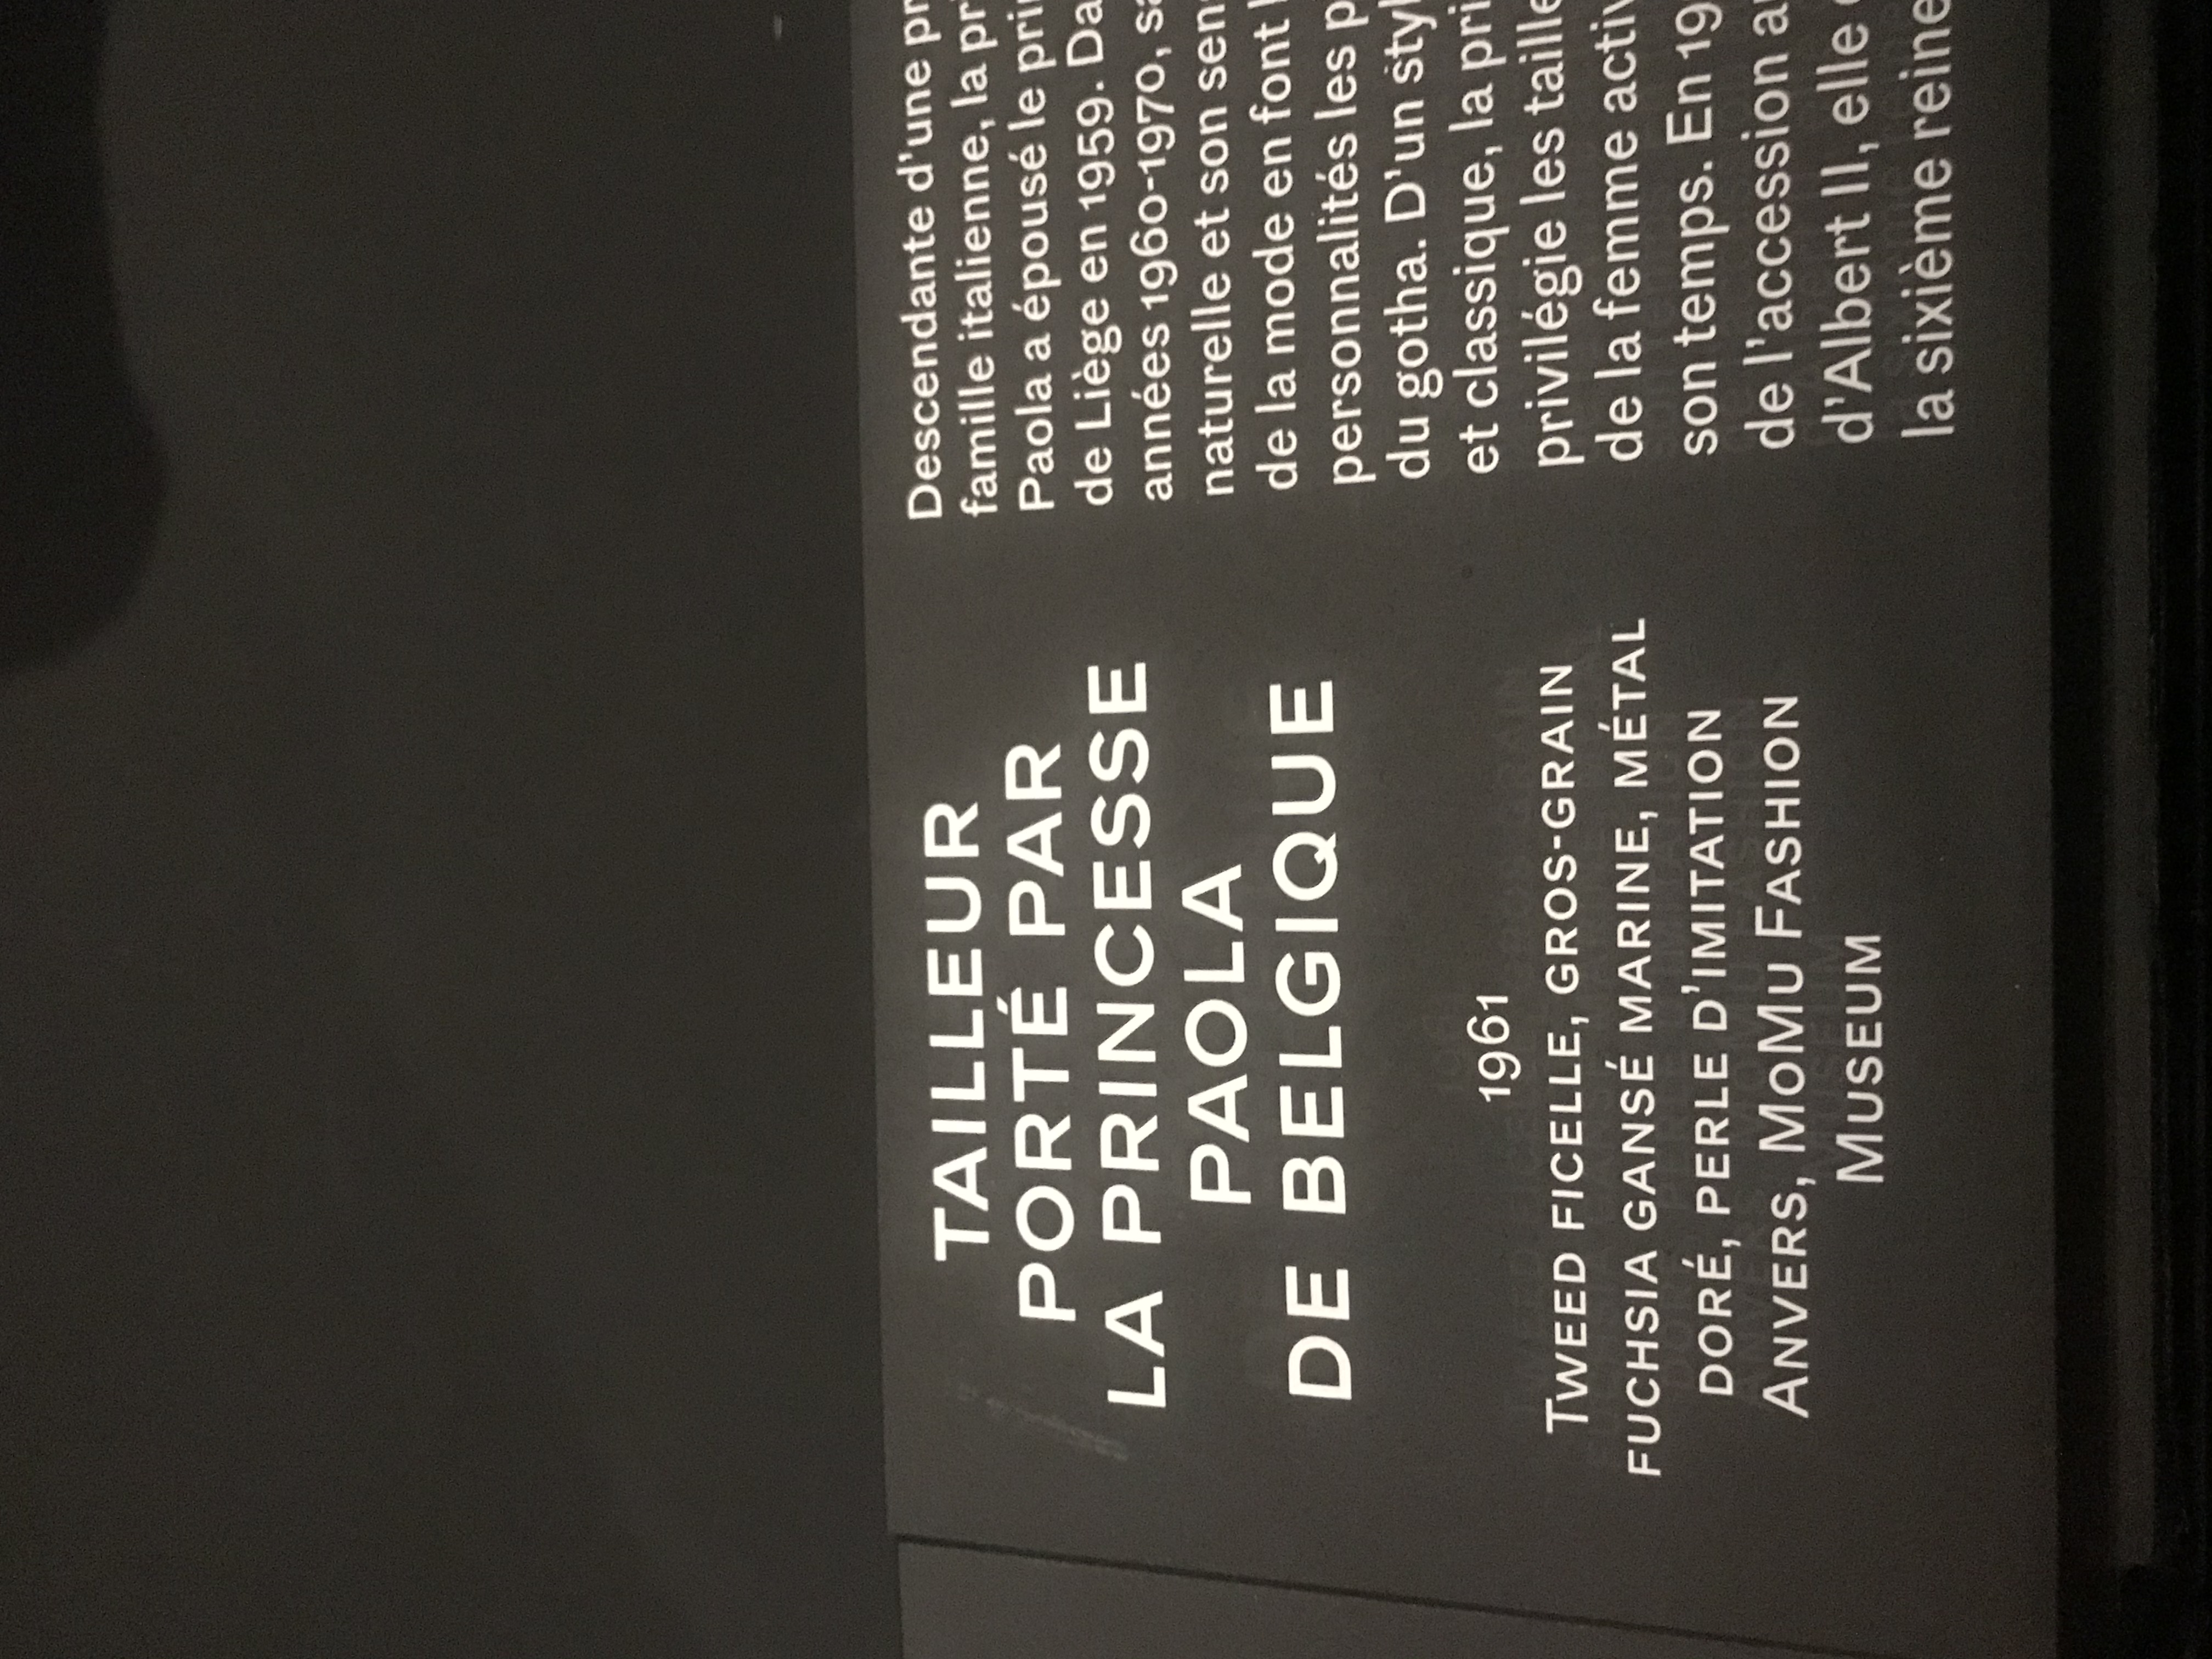 TAILLEUR
PORTÉ PAR
LA PRINCESSE
PAOLA
DE BELGIQUE
1961
TWEED FICELLE, GROS-GRAIN
FUCHSIA GANSÉ MARINE, MÉTAL
DORÉ, PERLE D'IMITATION
ANVERS, MOMU FASHION
MUSEUM
Descendante d'une
famille italienne, la
Paola a épousé le
de Liège en 1959.
années 1960-1970,
naturelle et son
de la mode en font
personnalités les
du gotha. D'un
et classique, la
privilégie les
de la femme
son temps. En
de l'accession
d'Albert II, elle
la sixième reine